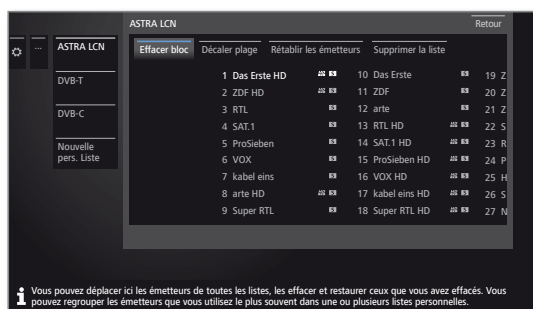 ASTRA LCN
Retour
...
ASTRA LCN
DVB-T
DVB-C
Nouvelle
pers. Liste
Effacer bloc Décaler plage Rétablir les émetteurs Supprimer la liste
1 Das Erste HD 10 Das Erste 19 Z
2 ZDF HD 11 ZDF 20 Z
3 RTL 12 arte 21 Z
4 SAT.1 13 RTL HD 22 S
5 ProSieben 14 SAT.1 HD 23 R
6 VOX 15 ProSieben HD 24 P
7 kabel eins 16 VOX HD 25 H
8 arte HD 17 kabel eins HD 26 S
9 Super RTL 18 Super RTL HD 27 N
Vous pouvez déplacer ici les émetteurs de toutes les listes, les effacer et restaurer ceux que vous avez effacés. Vous
pouvez regrouper les émetteurs que vous utilisez le plus souvent dans une ou plusieurs listes personnelles.